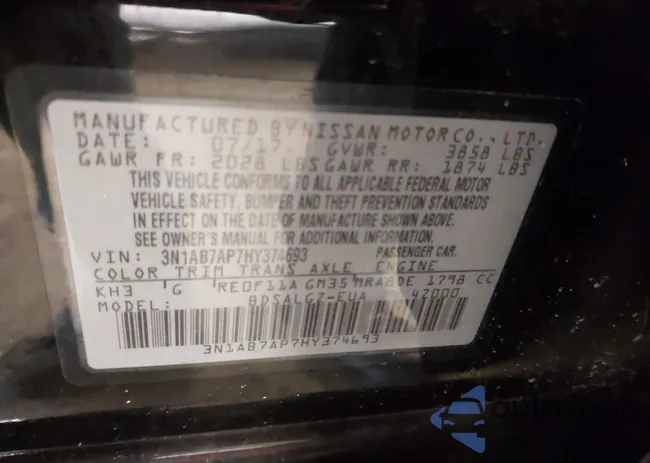 MANUFACTURED BY NISSAN MOTOR CO., LTD.
DATE: 07/17 GVWR: 3858 LBS
GAWR FR: 2028 LBS GAWR RR: 1874 LBS
THIS VEHICLE CONFORMS TO ALL APPLICABLE FEDERAL MOTOR
VEHICLE SAFETY, BUMPER AND THEFT PREVENTION STANDARDS
IN EFFECT ON THE DATE OF MANUFACTURE SHOWN ABOVE.
SEE OWNER'S MANUAL FOR ADDITIONAL INFORMATION.
VIN: 3N1AB7AP7HY374693 PASSENGER CAR.
COLOR TRIM TRANS AXLE ENGINE
KH3 G RE0F11A GM35 MRA8DE 1798 CC
BDSALGZ-EUA 4Z000
3N1AB7AP7HY374693